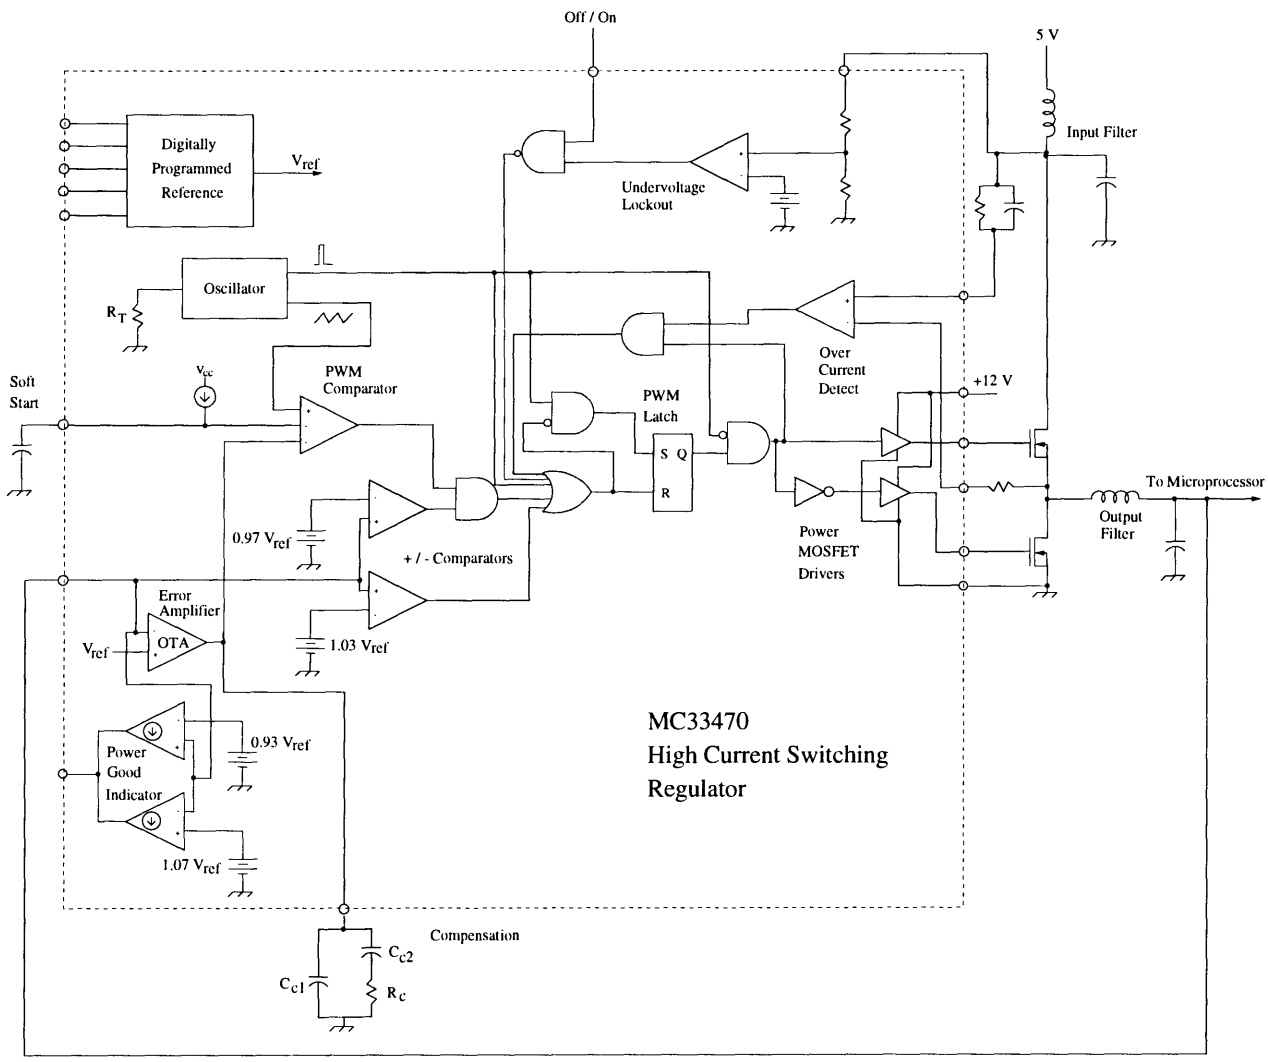 Off / On
5 V
Input Filter
Digitally
Programmed
Reference
Vref
Undervoltage
Lockout
Oscillator
RT
Over
Current
Detect
Soft
Start
Vcc
PWM
Comparator
+12 V
PWM
Latch
S Q
R
To Microprocessor
Output
Filter
0.97 Vref
+ / - Comparators
Power
MOSFET
Drivers
Error
Amplifier
OTA
Vref
1.03 Vref
0.93 Vref
Power
Good
Indicator
1.07 Vref
MC33470
High Current Switching
Regulator
Compensation
Cc2
Cc1
Rc